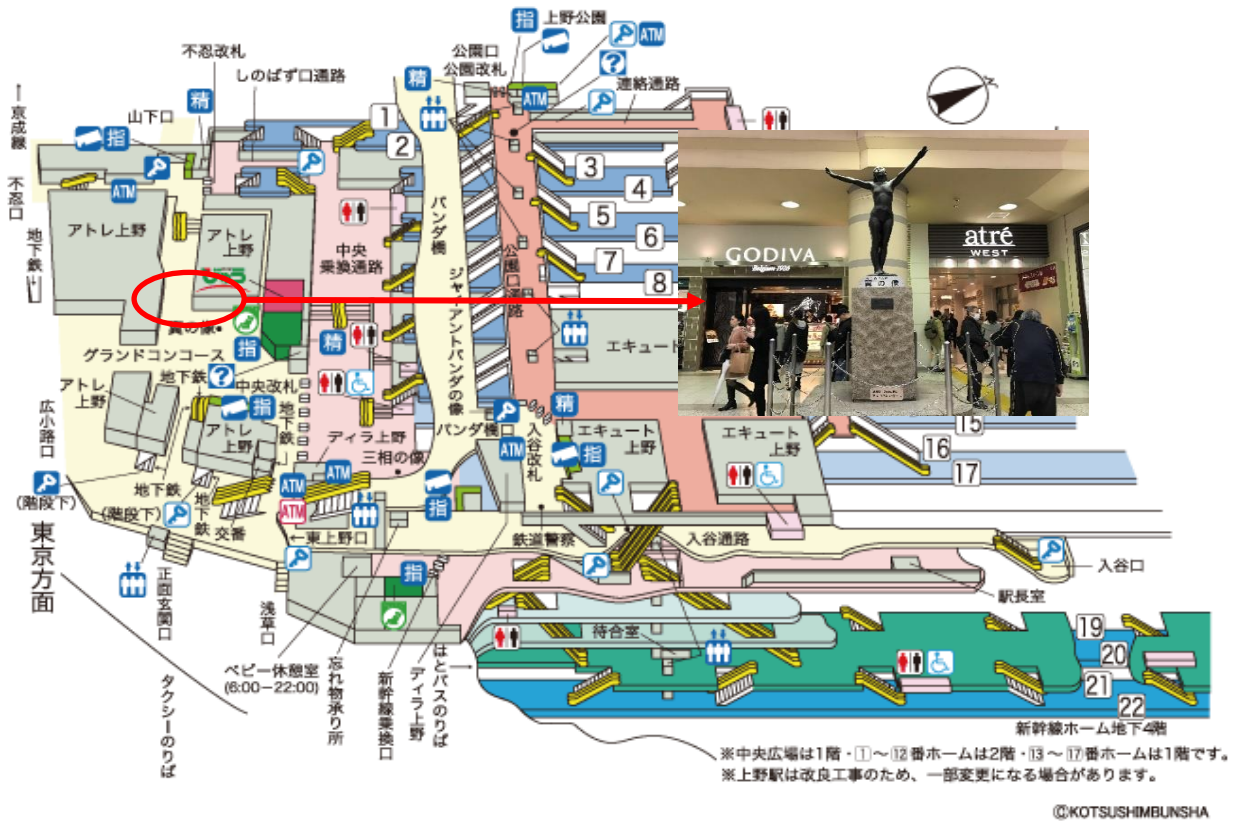 指
上野公園
ATM
不忍改札
公園口
公園改札
しのばず口通路
精
?
連絡通路
←京成線
山下口
精
ATM
1
2
3
指
4
不忍口
ATM
5
アトレ上野
アトレ
上野
中央
乗換通路
パンダ橋
6
7
8
公園口通路
地下鉄
ジャイアントパンダの像
GODIVA
Belgium 1926
atré
WEST
翼の像
翼の像
指
精
グランドコンコース
?
地下鉄
中央改札
エキュート
アトレ
上野
指
アトレ
上野
地下鉄
広小路口
ディラ上野
三相の像
パンダ橋口
入谷改札
精
エキュート
上野
エキュート
上野
指
15
16
17
ATM
ATM
ATM
ATM
指
(階段下)
地下鉄
(階段下)
地下鉄
交番
←東上野口
鉄道警察
入谷通路
東京方面
正面玄関口
浅草口
指
入谷口
駅長室
待合室
19
20
21
22
ベビー休憩室
(6:00-22:00)
忘れ物承り所
新幹線乗換口
ディラ上野
はとバスのりば
タクシーのりば
新幹線ホーム地下4階
※中央広場は1階・1～12番ホームは2階・13～17番ホームは1階です。
※上野駅は改良工事のため、一部変更になる場合があります。
©KOTSUSHIMBUNSHA